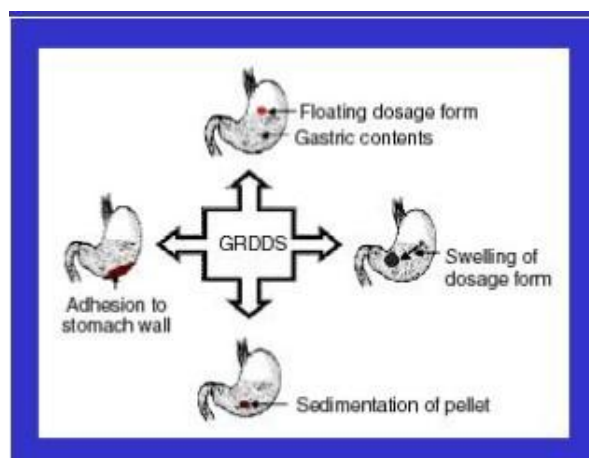 Floating dosage form
Gastric contents
GRDDS
Swelling of
dosage form
Adhesion to
stomach wall
Sedimentation of pellet